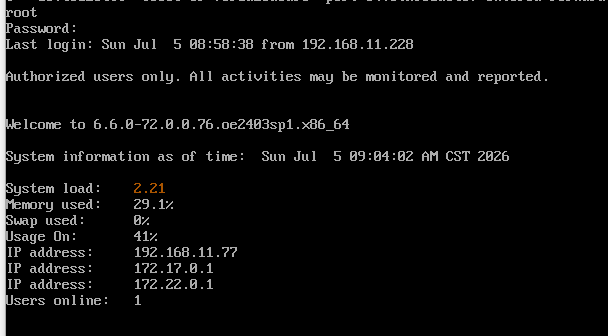 root
Password:
Last login: Sun Jul  5 08:58:38 from 192.168.11.228
Authorized users only. All activities may be monitored and reported.
Welcome to 6.6.0-72.0.0.76.oe2403sp1.x86_64
System information as of time:  Sun Jul  5 09:04:02 AM CST 2026
System load:    2.21
Memory used:    29.1%
Swap used:      0%
Usage On:       41%
IP address:     192.168.11.77
IP address:     172.17.0.1
IP address:     172.22.0.1
Users online:   1